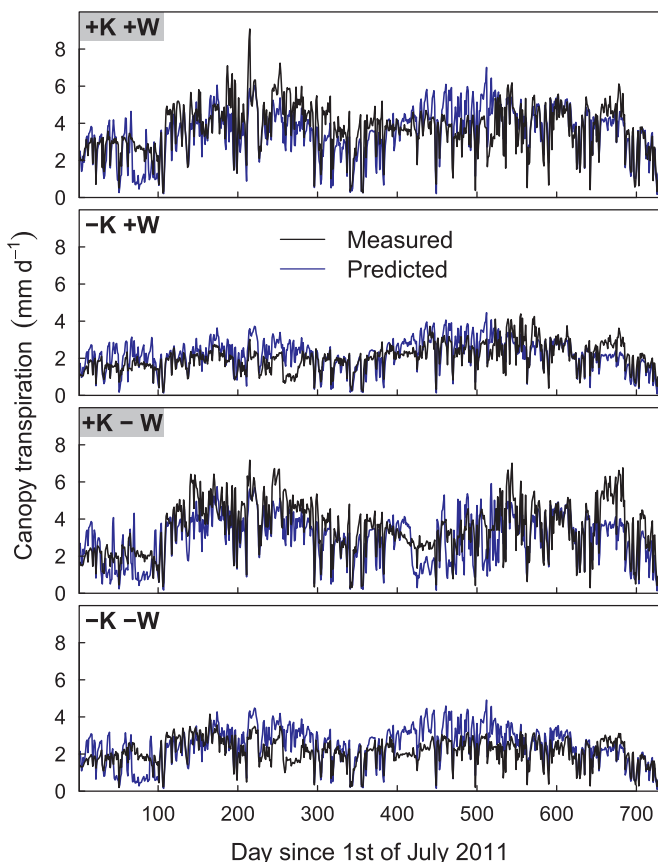 +K +W
8
6
4
2
0
−K +W
Measured
Predicted
8
6
4
2
0
+K − W
8
6
4
2
0
−K −W
8
6
4
2
0
Canopy transpiration (mm d⁻¹)
100 200 300 400 500 600 700
Day since 1st of July 2011